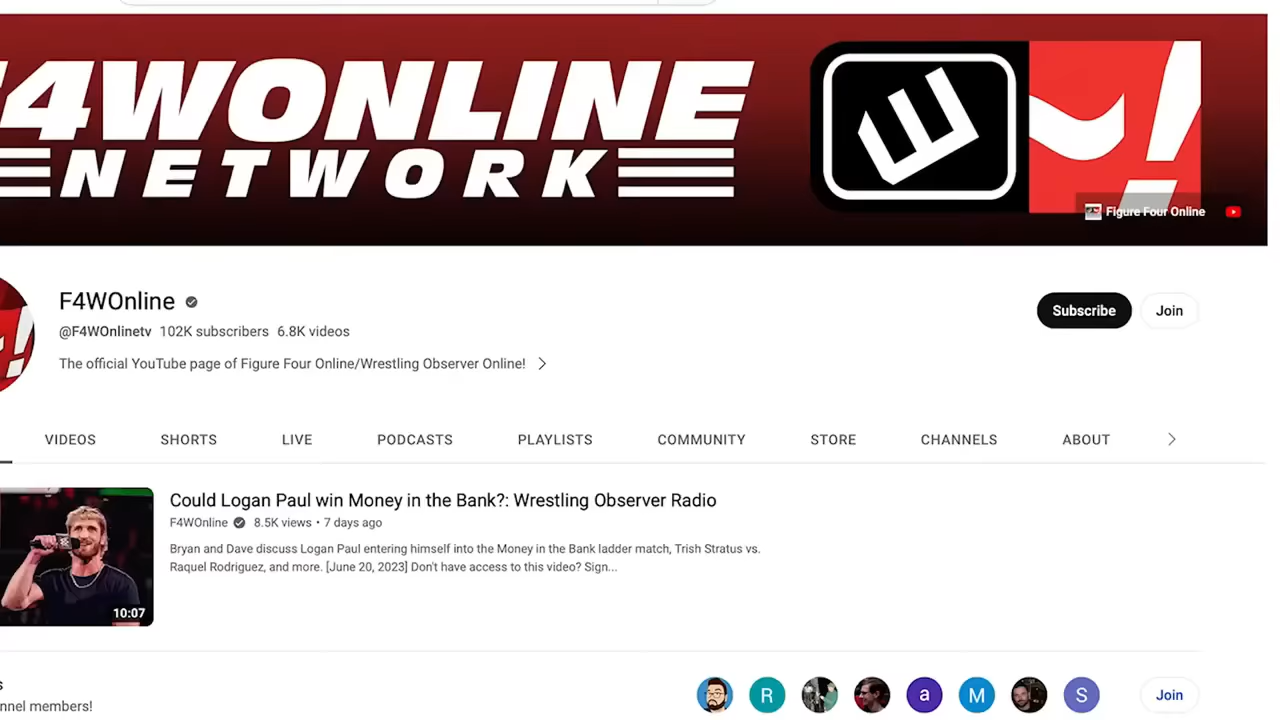 F4WONLINE
NETWORK
Figure Four Online
F4WOnline
@F4WOnlinetv 102K subscribers 6.8K videos
The official YouTube page of Figure Four Online/Wrestling Observer Online!
Subscribe
Join
VIDEOS SHORTS LIVE PODCASTS PLAYLISTS COMMUNITY STORE CHANNELS ABOUT
Could Logan Paul win Money in the Bank?: Wrestling Observer Radio
F4WOnline 8.5K views • 7 days ago
Bryan and Dave discuss Logan Paul entering himself into the Money in the Bank ladder match, Trish Stratus vs.
Raquel Rodriguez, and more. [June 20, 2023] Don't have access to this video? Sign...
10:07
R a M S
Join
nnel members!